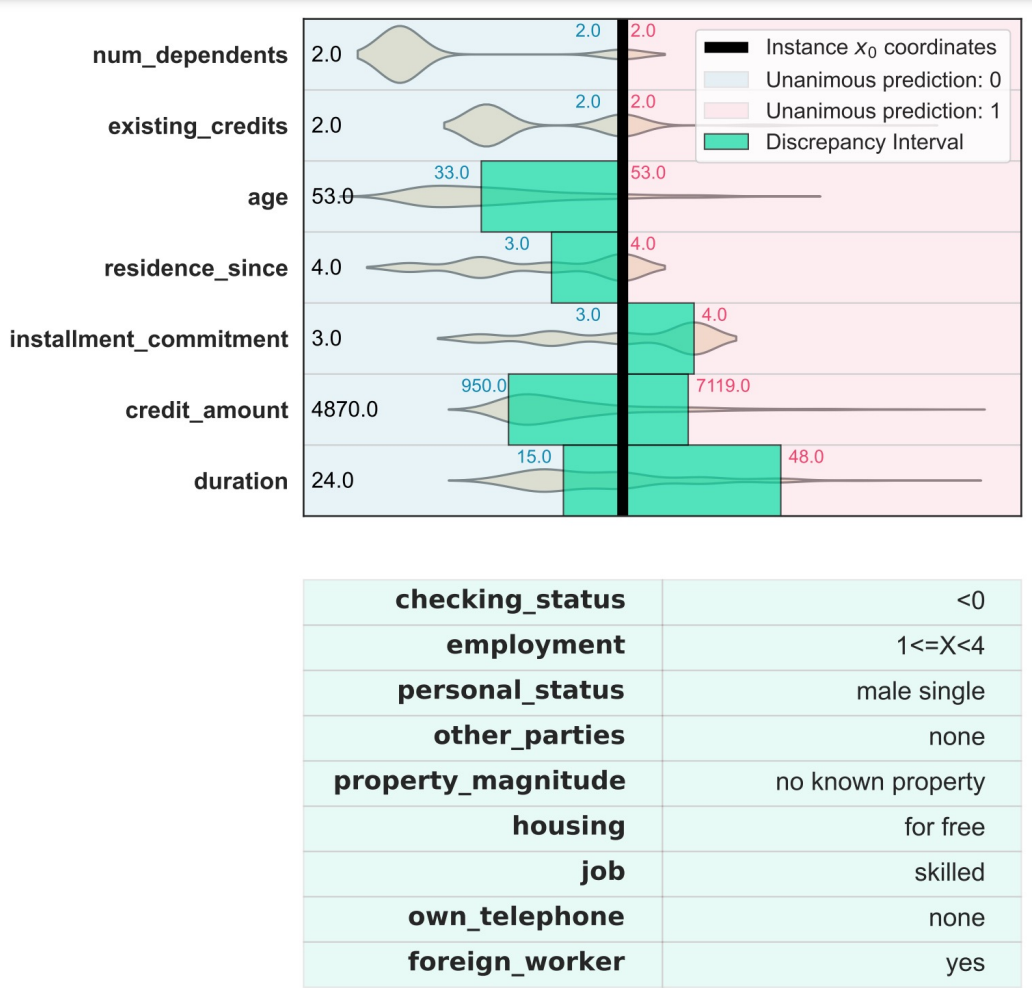 num_dependents 2.0 2.0 2.0
existing_credits 2.0 2.0 2.0
age 53.0 33.0 53.0
residence_since 4.0 3.0 4.0
installment_commitment 3.0 3.0 4.0
credit_amount 4870.0 950.0 7119.0
duration 24.0 15.0 48.0
Instance x₀ coordinates
Unanimous prediction: 0
Unanimous prediction: 1
Discrepancy Interval
checking_status <0
employment 1<=X<4
personal_status male single
other_parties none
property_magnitude no known property
housing for free
job skilled
own_telephone none
foreign_worker yes